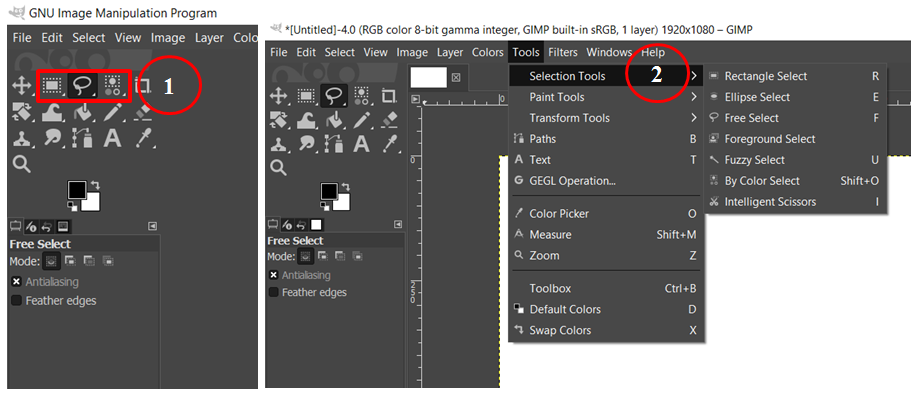 GNU Image Manipulation Program
File Edit Select View Image Layer Colo
1
Free Select
Mode:
Antialiasing
Feather edges
*[Untitled]-4.0 (RGB color 8-bit gamma integer, GIMP built-in sRGB, 1 layer) 1920x1080 – GIMP
File Edit Select View Image Layer Colors Tools Filters Windows Help
2
Selection Tools
Paint Tools
Transform Tools
Paths B
Text T
GEGL Operation...
Color Picker O
Measure Shift+M
Zoom Z
Toolbox Ctrl+B
Default Colors D
Swap Colors X
Rectangle Select R
Ellipse Select E
Free Select F
Foreground Select
Fuzzy Select U
By Color Select Shift+O
Intelligent Scissors I
Free Select
Mode:
Antialiasing
Feather edges
0
0
250